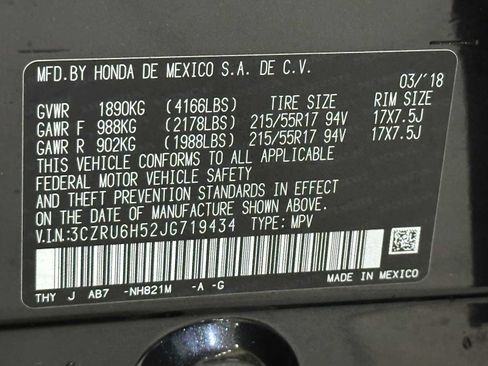 MFD.BY HONDA DE MEXICO S.A. DE C.V.
03/'18
GVWR 1890KG (4166LBS) TIRE SIZE RIM SIZE
GAWR F 988KG (2178LBS) 215/55R17 94V 17X7.5J
GAWR R 902KG (1988LBS) 215/55R17 94V 17X7.5J
THIS VEHICLE CONFORMS TO ALL APPLICABLE
FEDERAL MOTOR VEHICLE SAFETY
AND THEFT PREVENTION STANDARDS IN EFFECT
ON THE DATE OF MANUFACTURE SHOWN ABOVE.
V.I.N:3CZRU6H52JG719434 TYPE: MPV
THY J AB7 -NH821M -A -G
MADE IN MEXICO